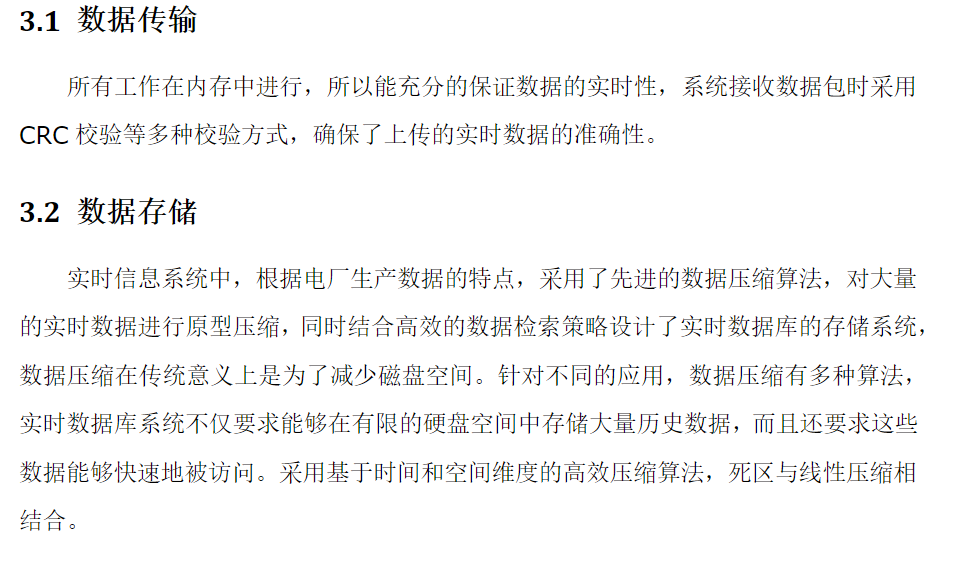 3.1 数据传输
所有工作在内存中进行，所以能充分的保证数据的实时性，系统接收数据包时采用
CRC 校验等多种校验方式，确保了上传的实时数据的准确性。
3.2 数据存储
实时信息系统中，根据电厂生产数据的特点，采用了先进的数据压缩算法，对大量
的实时数据进行原型压缩，同时结合高效的数据检索策略设计了实时数据库的存储系统，
数据压缩在传统意义上是为了减少磁盘空间。针对不同的应用，数据压缩有多种算法，
实时数据库系统不仅要求能够在有限的硬盘空间中存储大量历史数据，而且还要求这些
数据能够快速地被访问。采用基于时间和空间维度的高效压缩算法，死区与线性压缩相
结合。